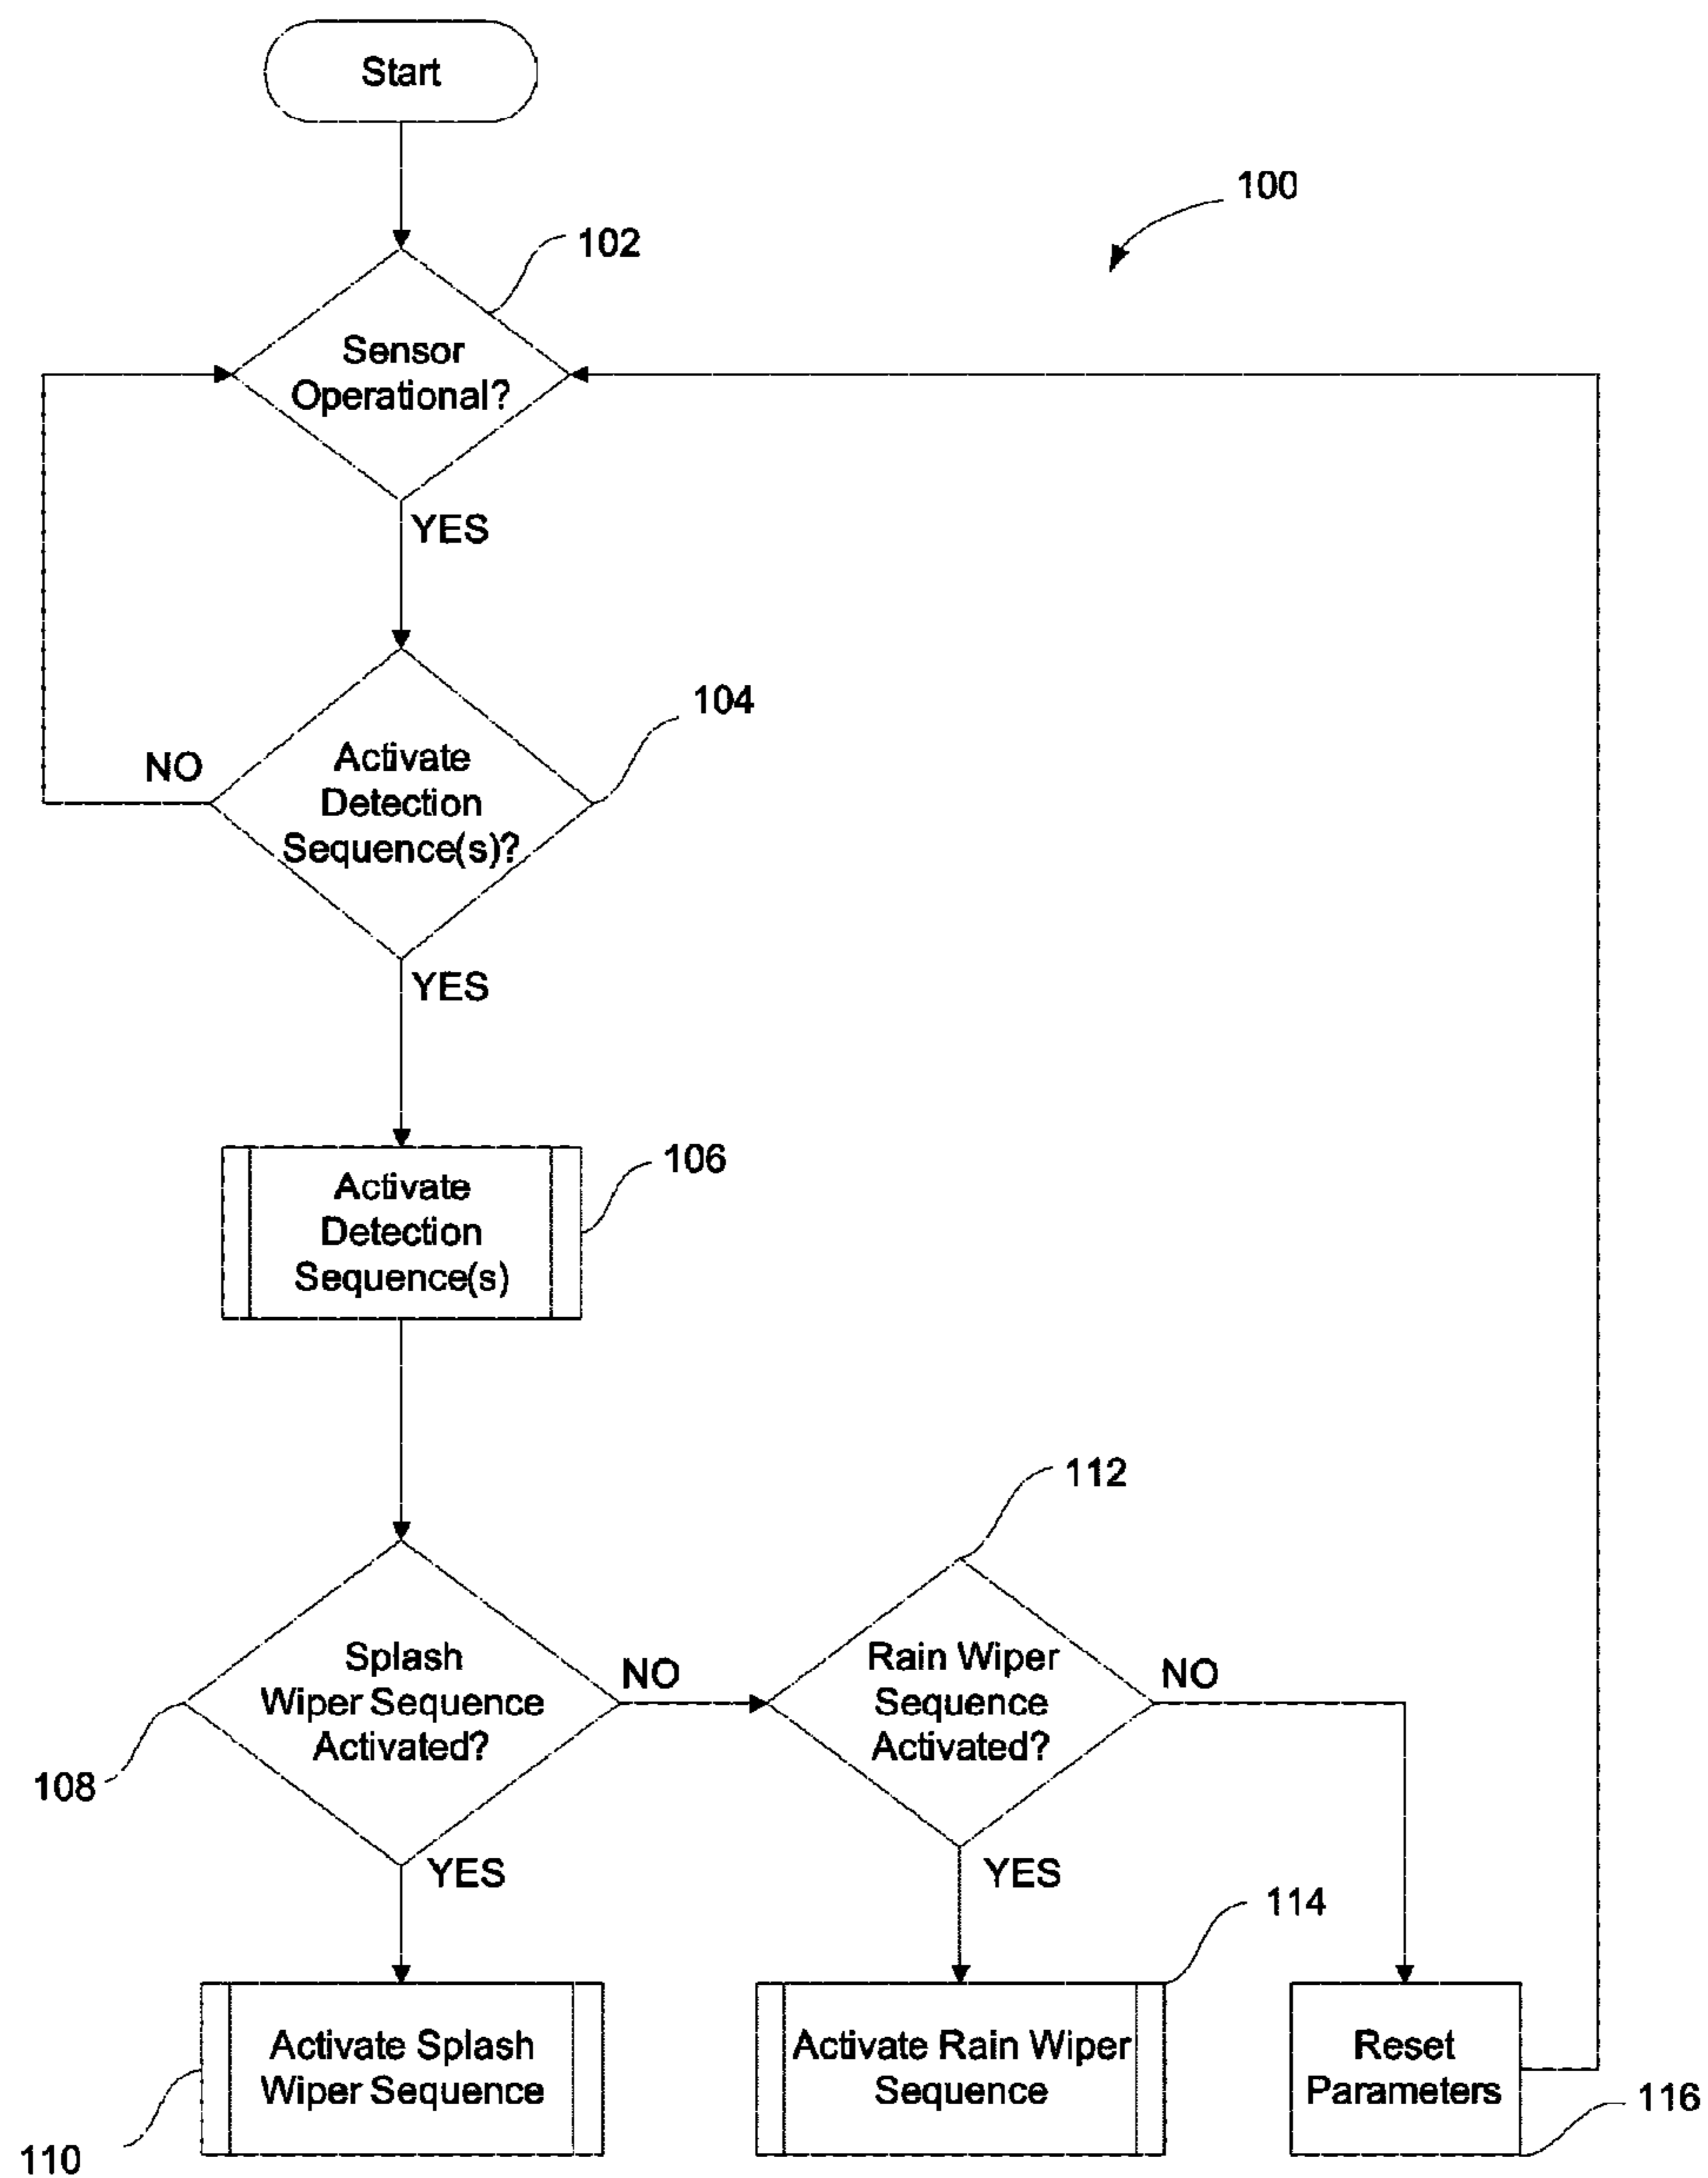 Start
100
102
Sensor
Operational?
YES
104
NO
Activate
Detection
Sequence(s)?
YES
106
Activate
Detection
Sequence(s)
112
Splash
Wiper Sequence
Activated?
NO
Rain Wiper
Sequence
Activated?
NO
108
YES
YES
114
Activate Splash
Wiper Sequence
Activate Rain Wiper
Sequence
Reset
Parameters
110
116